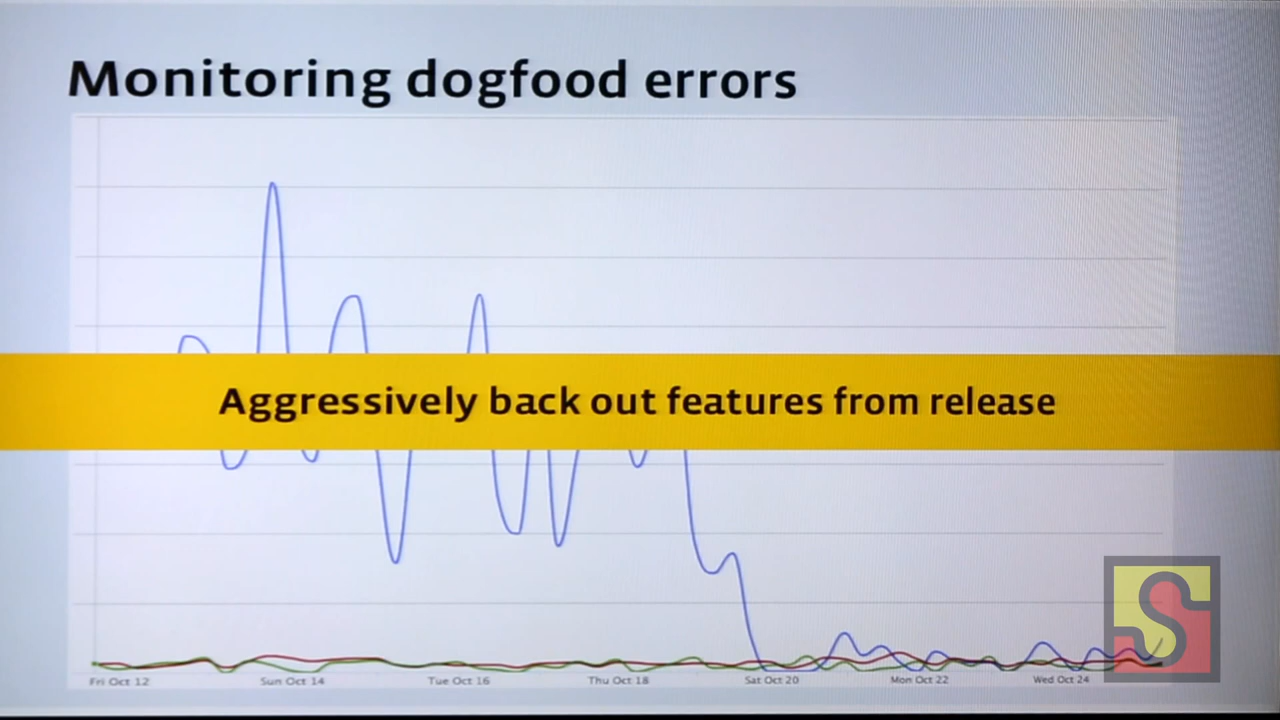 Monitoring dogfood errors
Aggressively back out features from release
Fri Oct 12
Sun Oct 14
Tue Oct 16
Thu Oct 18
Sat Oct 20
Mon Oct 22
Wed Oct 24
S